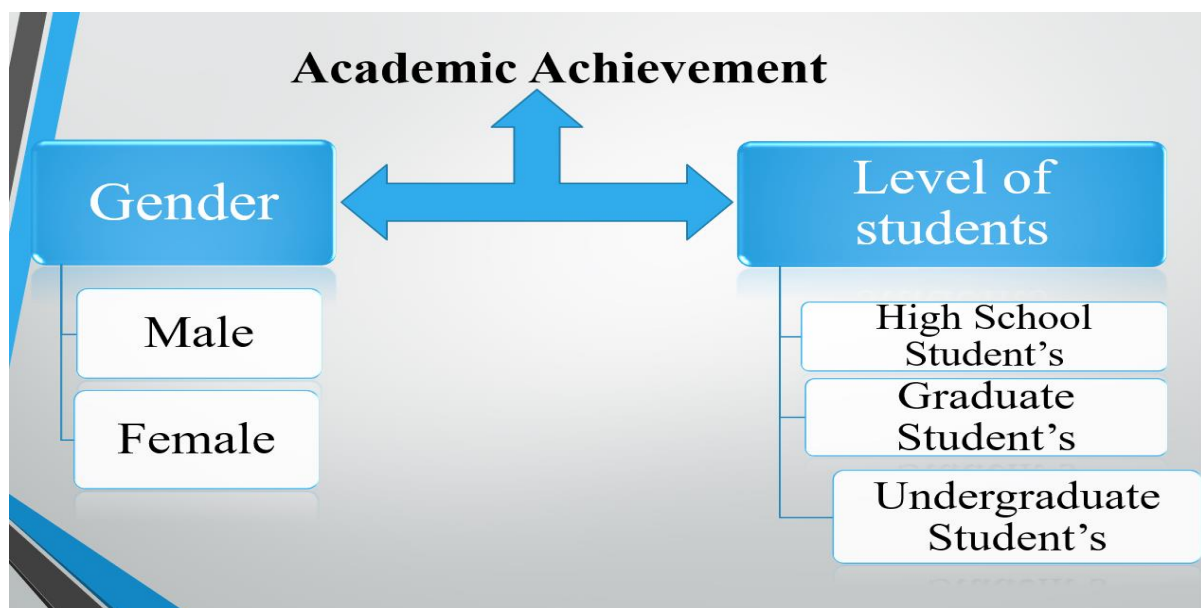 Academic Achievement
Gender
Male
Female
Level of
students
High School
Student’s
Graduate
Student’s
Undergraduate
Student’s